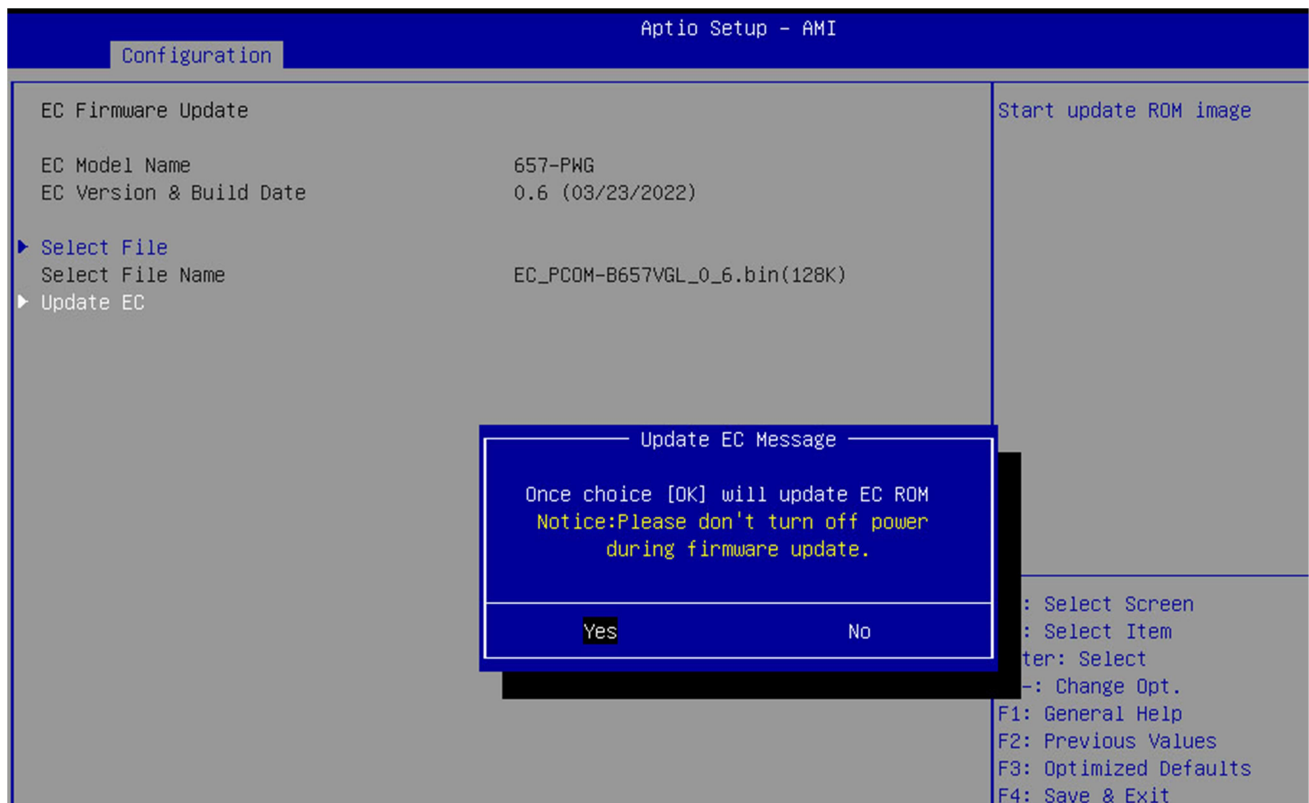 Aptio Setup - AMI
Configuration
EC Firmware Update
EC Model Name 657-PWG
EC Version & Build Date 0.6 (03/23/2022)
Select File
Select File Name EC_PCOM-B657VGL_0_6.bin(128K)
Update EC
Start update ROM image
Update EC Message
Once choice [OK] will update EC ROM
Notice:Please don't turn off power
during firmware update.
Yes No
: Select Screen
: Select Item
ter: Select
-: Change Opt.
F1: General Help
F2: Previous Values
F3: Optimized Defaults
F4: Save & Exit